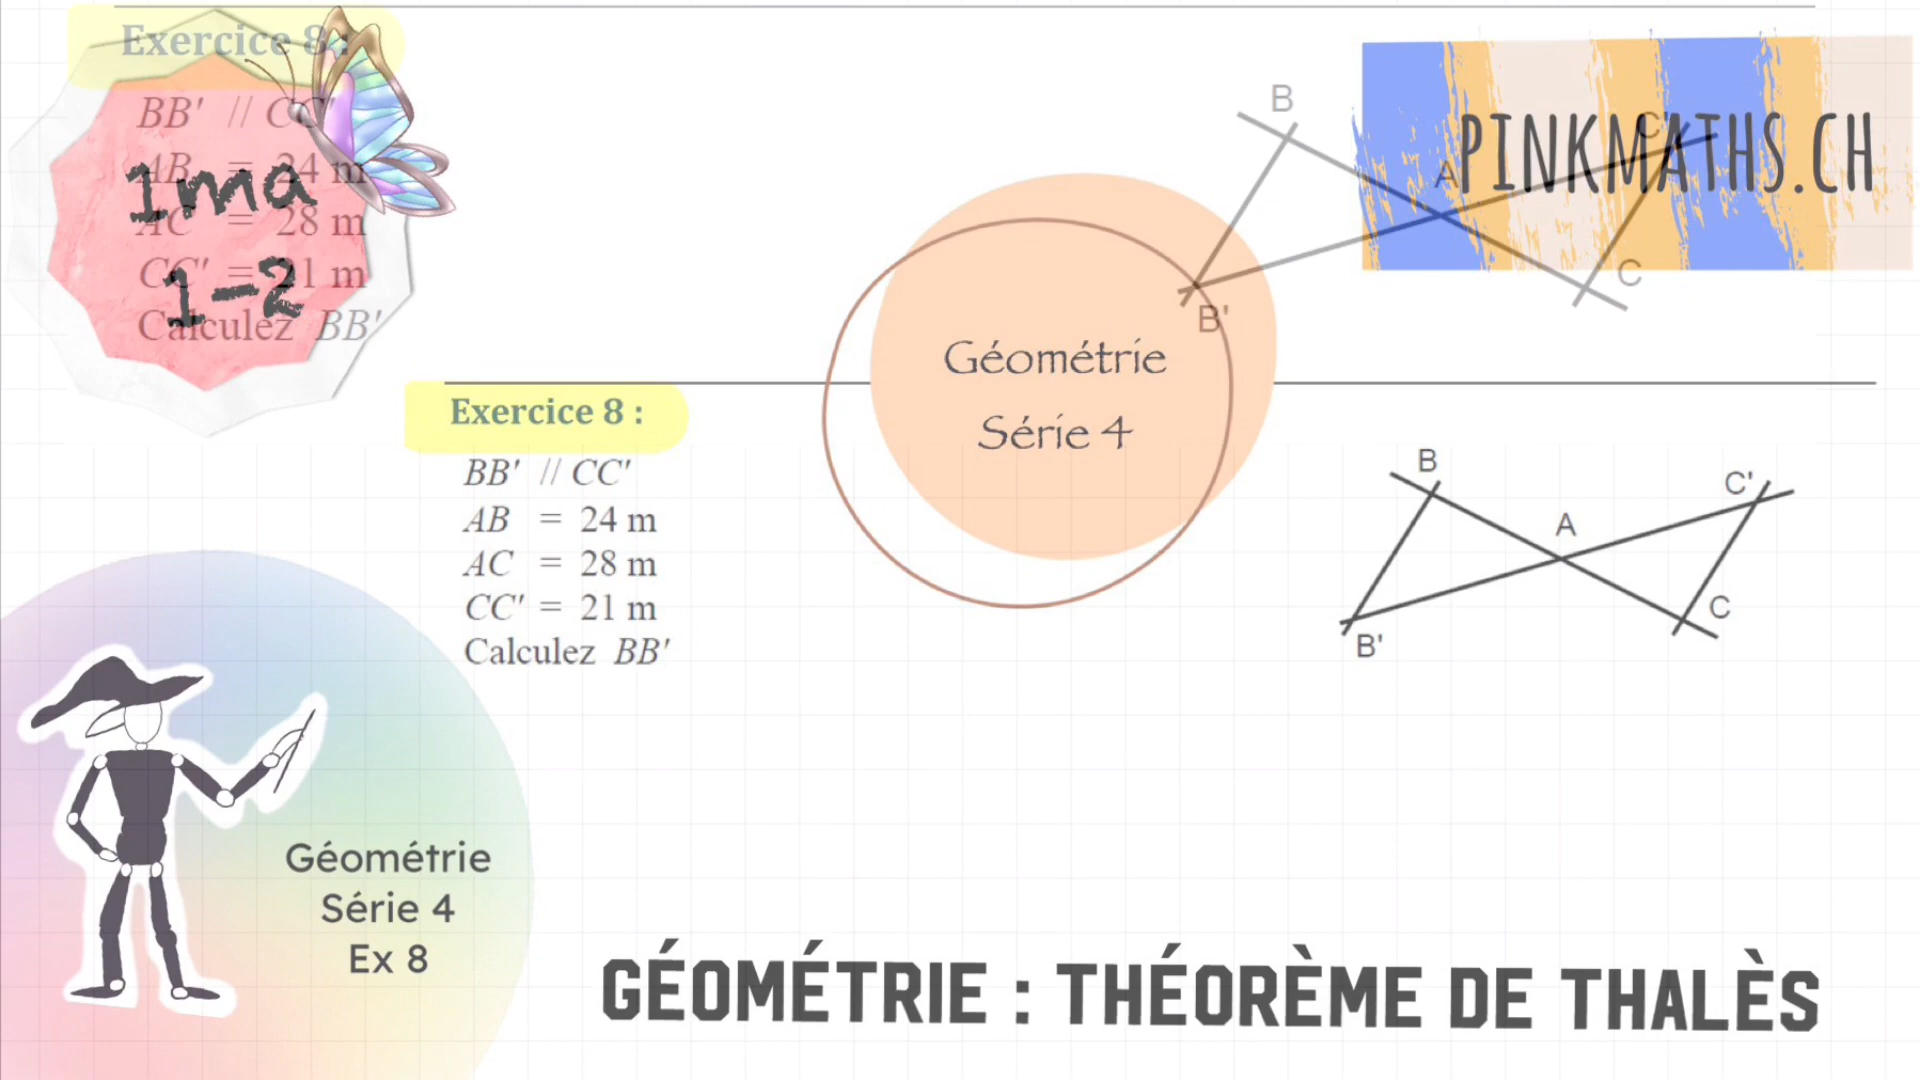 Exercice 8 :
BB' // CC'
AB = 24 m
AC = 28 m
CC' = 21 m
Calculez BB'
1ma
1-2
B
A
C'
C
B'
PINKMATHS.CH
Géométrie
Série 4
Exercice 8 :
BB' // CC'
AB = 24 m
AC = 28 m
CC' = 21 m
Calculez BB'
B
C'
A
C
B'
Géométrie
Série 4
Ex 8
GÉOMÉTRIE : THÉORÈME DE THALÈS